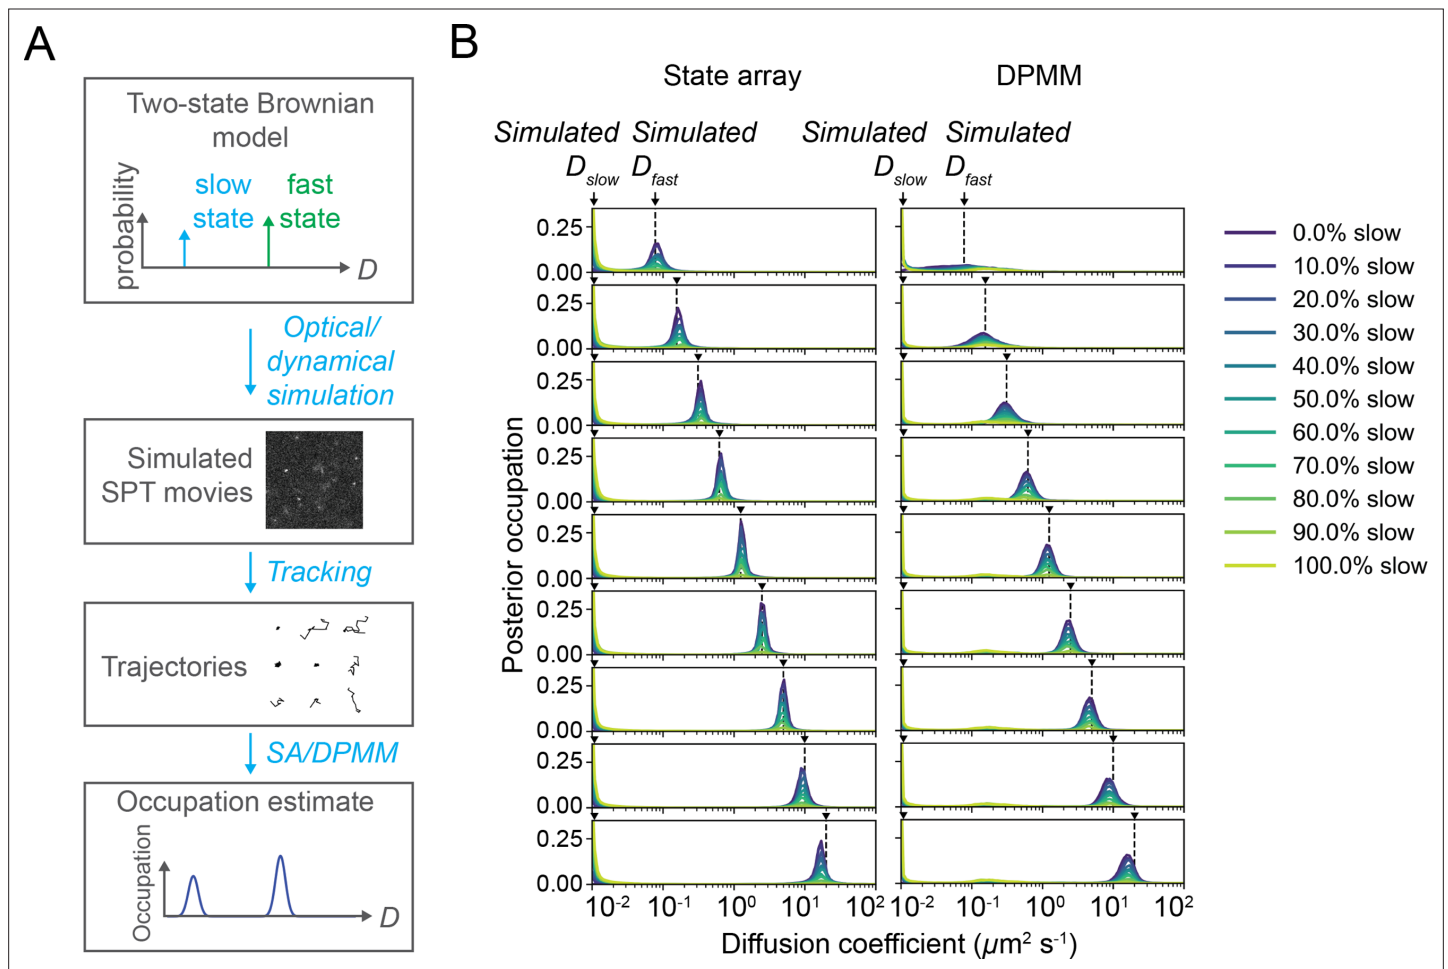 A
Two-state Brownian
model
probability
slow
state
fast
state
D
Optical/
dynamical
simulation
Simulated
SPT movies
Tracking
Trajectories
SA/DPMM
Occupation estimate
Occupation
D
B
State array
DPMM
Simulated Simulated
Simulated Simulated
Dslow Dfast
Dslow Dfast
Posterior occupation
0.25
0.00
0.25
0.00
0.25
0.00
0.25
0.00
0.25
0.00
0.25
0.00
0.25
0.00
0.25
0.00
0.25
0.00
10-2 10-1 100 101 102
10-2 10-1 100 101 102
Diffusion coefficient (µm2 s-1)
0.0% slow
10.0% slow
20.0% slow
30.0% slow
40.0% slow
50.0% slow
60.0% slow
70.0% slow
80.0% slow
90.0% slow
100.0% slow